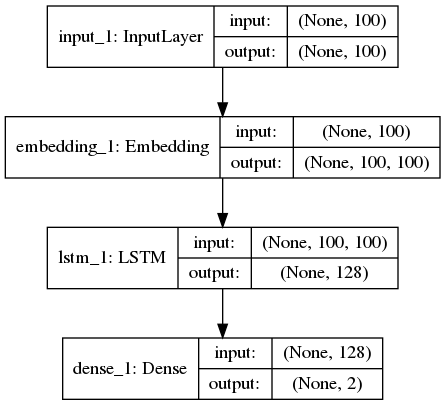 input_1: InputLayer
input:
(None, 100)
output:
(None, 100)
embedding_1: Embedding
input:
(None, 100)
output:
(None, 100, 100)
lstm_1: LSTM
input:
(None, 100, 100)
output:
(None, 128)
dense_1: Dense
input:
(None, 128)
output:
(None, 2)